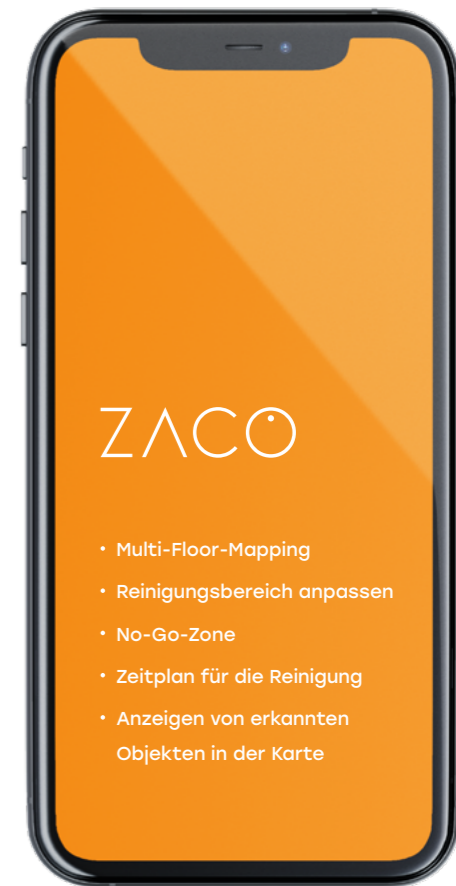 ZACO
• Multi-Floor-Mapping
• Reinigungsbereich anpassen
• No-Go-Zone
• Zeitplan für die Reinigung
• Anzeigen von erkannten
Objekten in der Karte